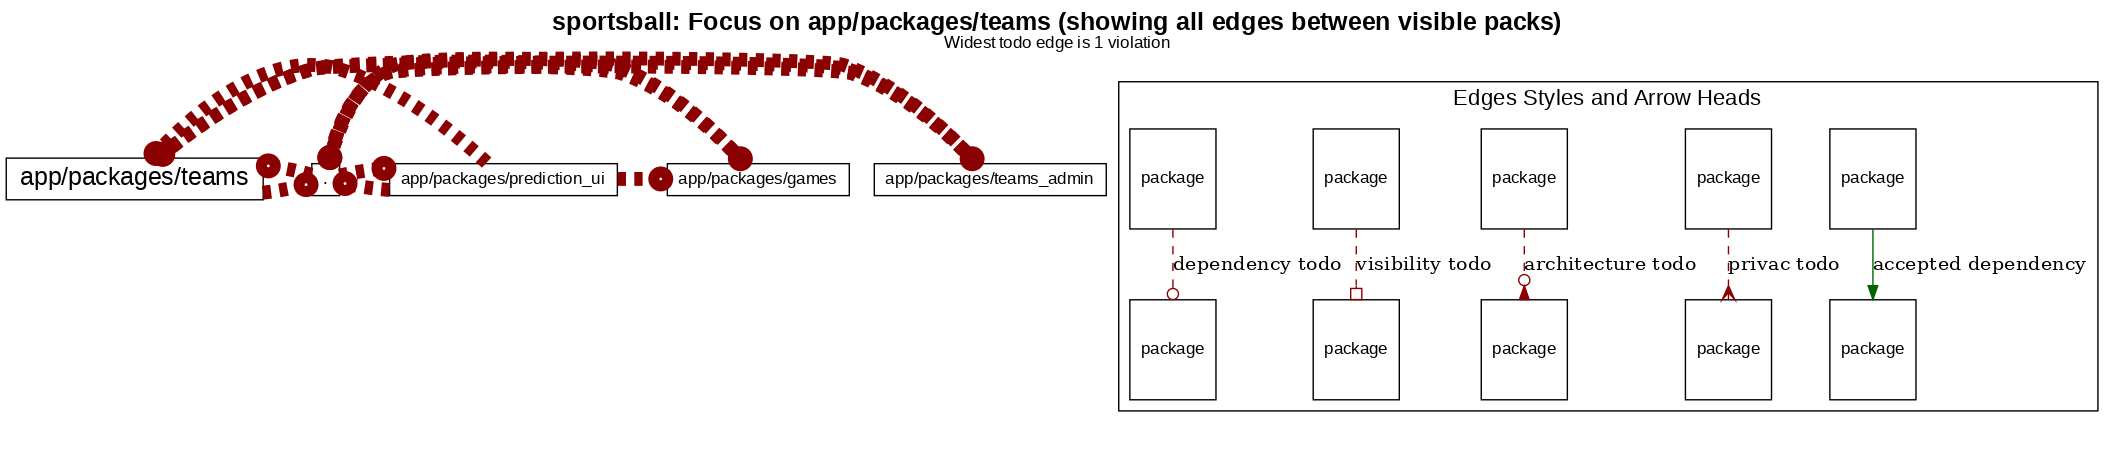 sportsball: Focus on app/packages/teams (showing all edges between visible packs)
Widest todo edge is 1 violation
app/packages/teams
.
app/packages/prediction_ui
app/packages/games
app/packages/teams_admin
Edges Styles and Arrow Heads
package
package
package
package
package
dependency todo
visibility todo
architecture todo
privac todo
accepted dependency
package
package
package
package
package